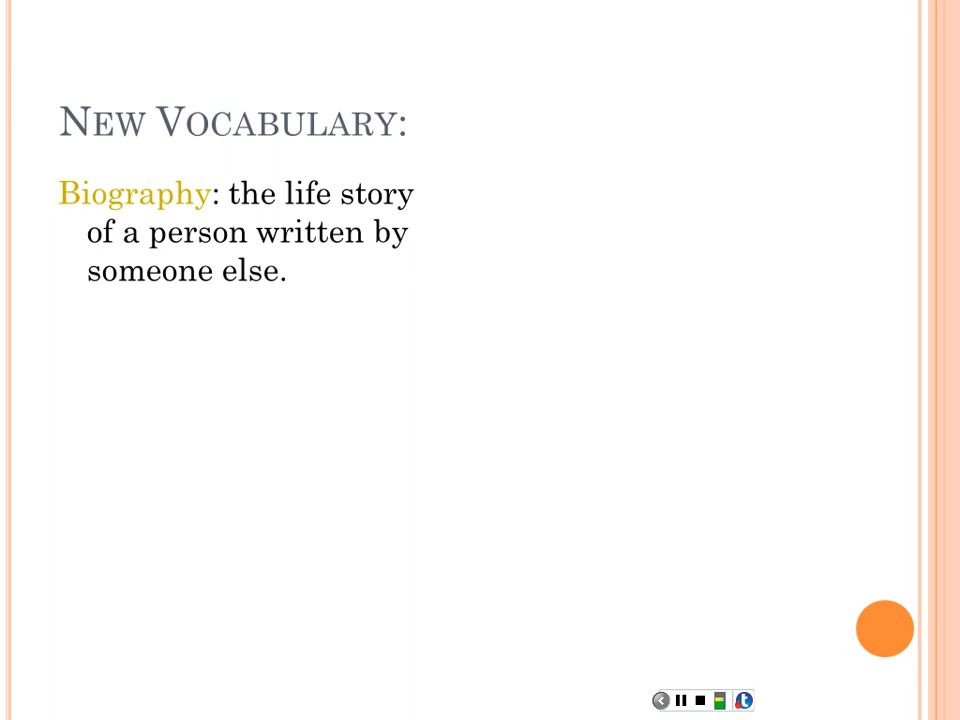 NEW VOCABULARY:
Biography: the life story
of a person written by
someone else.